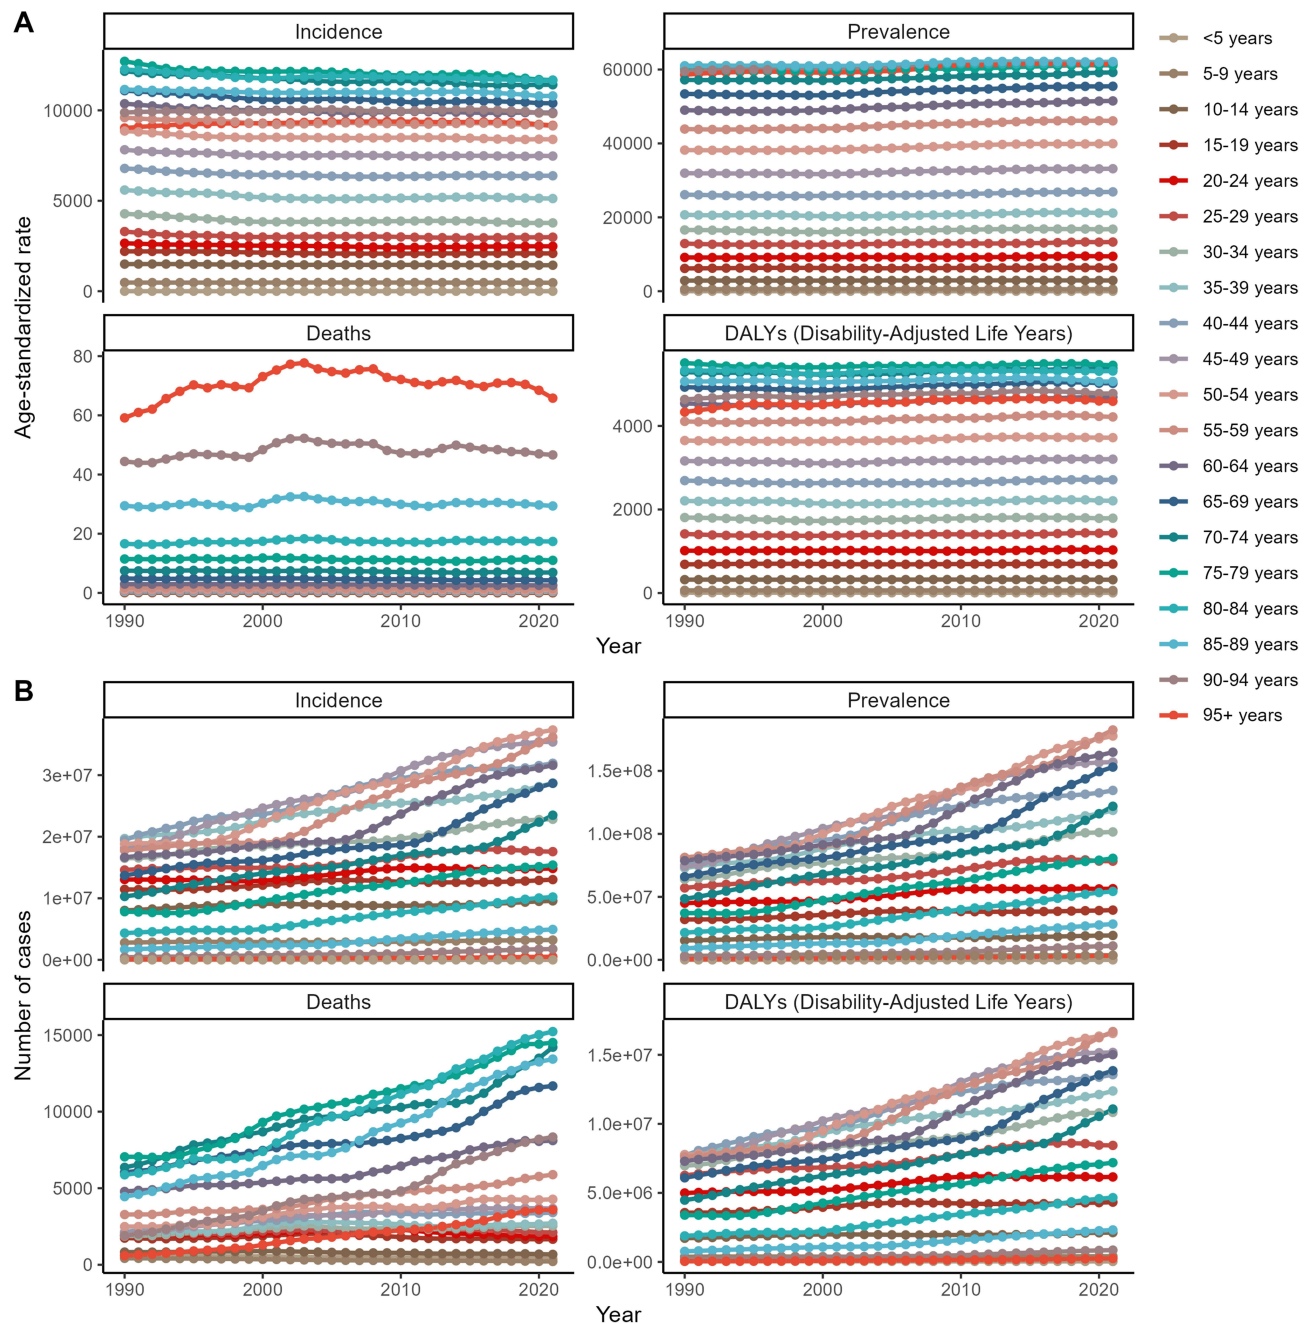 A
Incidence
Prevalence
10000
5000
0
60000
40000
20000
0
Deaths
DALYs (Disability-Adjusted Life Years)
80
60
40
20
0
4000
2000
0
1990 2000 2010 2020
1990 2000 2010 2020
Age-standardized rate
Year
B
Incidence
Prevalence
3e+07
2e+07
1e+07
0e+00
1.5e+08
1.0e+08
5.0e+07
0.0e+00
Deaths
DALYs (Disability-Adjusted Life Years)
15000
10000
5000
0
1.5e+07
1.0e+07
5.0e+06
0.0e+00
1990 2000 2010 2020
1990 2000 2010 2020
Number of cases
Year
<5 years
5-9 years
10-14 years
15-19 years
20-24 years
25-29 years
30-34 years
35-39 years
40-44 years
45-49 years
50-54 years
55-59 years
60-64 years
65-69 years
70-74 years
75-79 years
80-84 years
85-89 years
90-94 years
95+ years